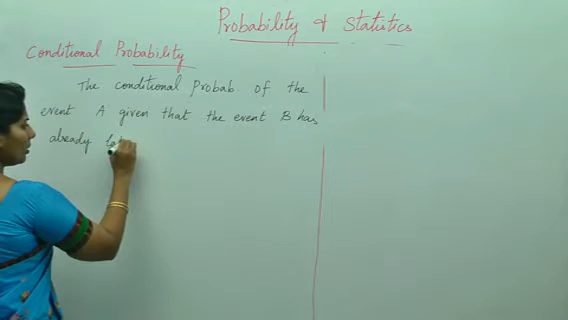 Probability & Statistics
Conditional Probability
The conditional Probab. of the
event A given that the event B has
already